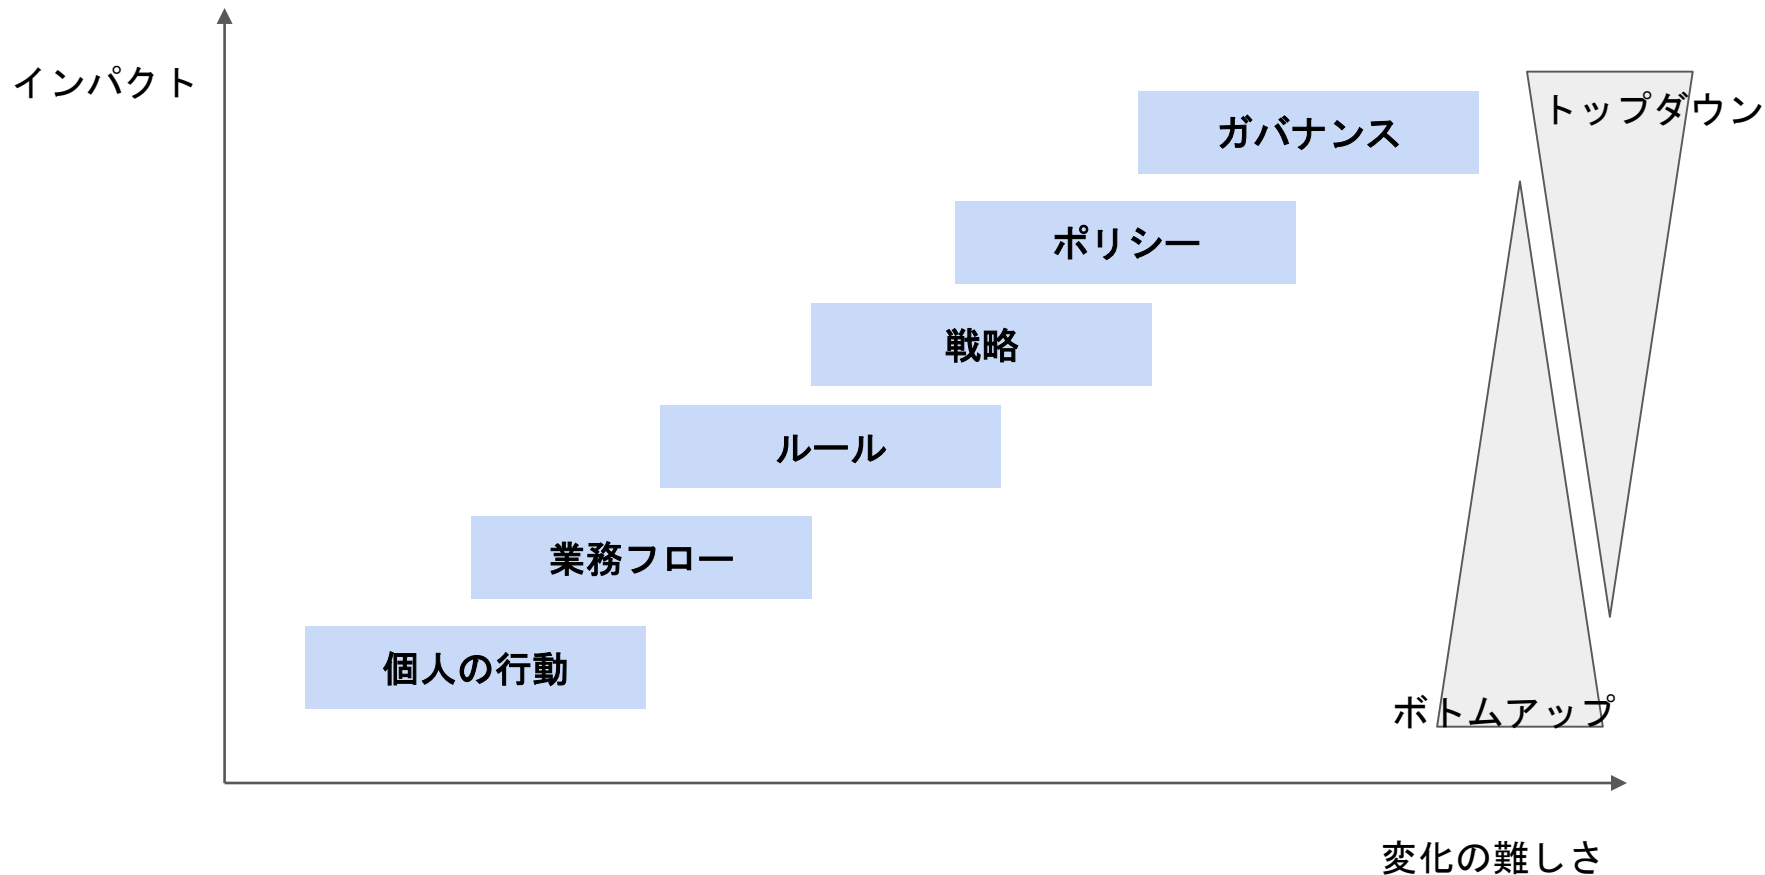 インパクト
トップダウン
ガバナンス
ポリシー
戦略
ルール
業務フロー
個人の行動
ボトムアップ
変化の難しさ